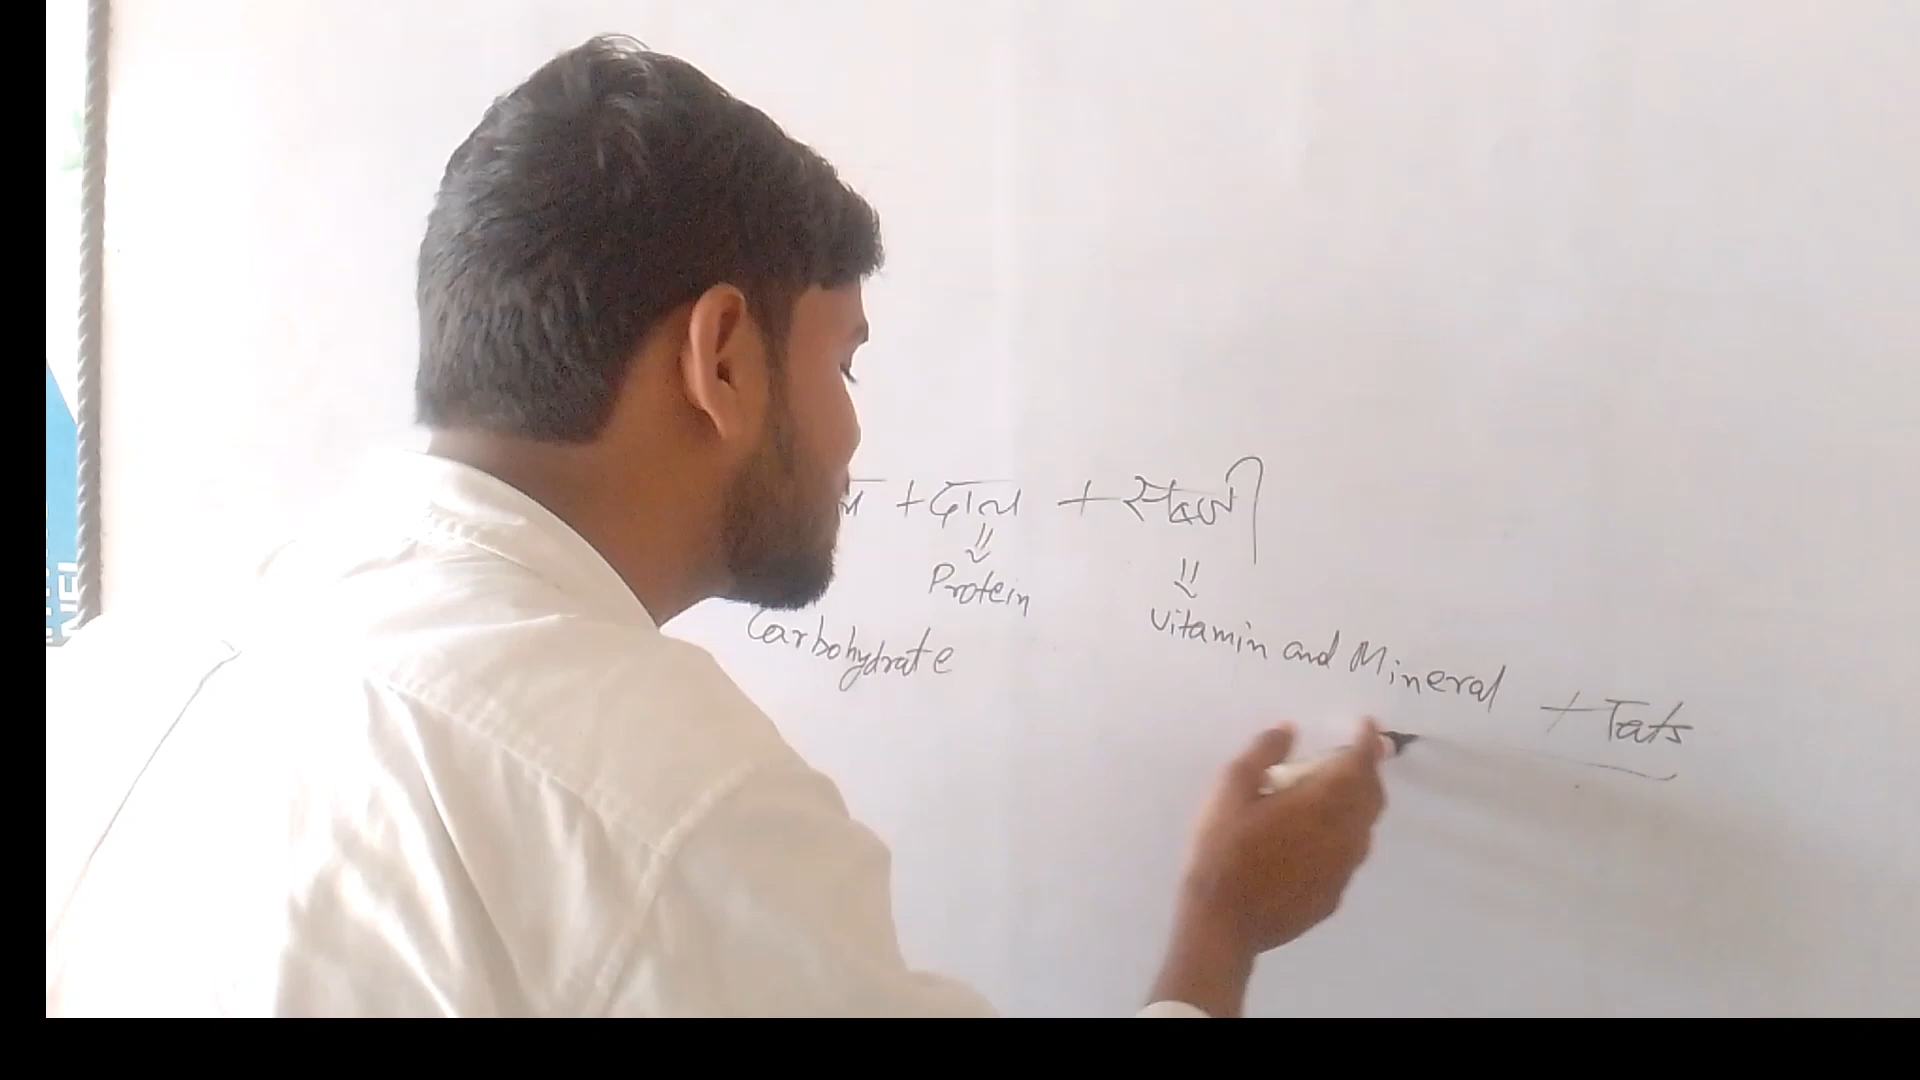 + दाल + सब्जी
Protein
Carbohydrate
Vitamin and Mineral + Fats